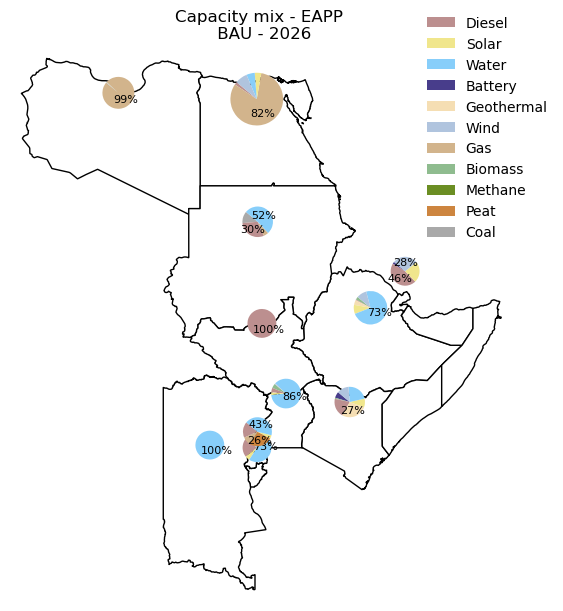 Capacity mix - EAPP
BAU - 2026
Diesel
Solar
Water
Battery
Geothermal
Wind
Gas
Biomass
Methane
Peat
Coal
99%
82%
52%
30%
28%
46%
73%
100%
86%
27%
43%
26%
73%
100%